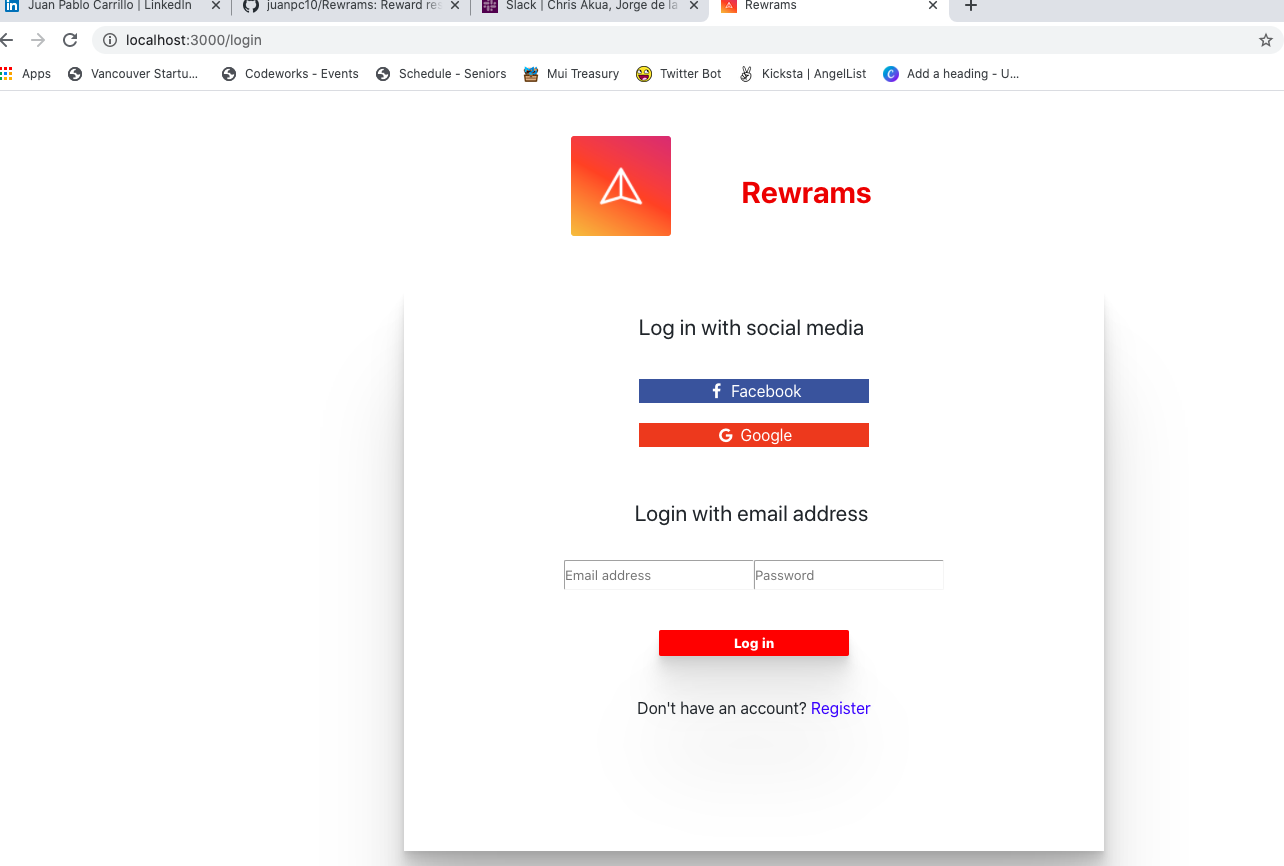 Juan Pablo Carrillo | LinkedIn
juanpc10/Rewrams: Reward res
Slack | Chris Akua, Jorge de la
Rewrams
localhost:3000/login
Apps
Vancouver Startu...
Codeworks - Events
Schedule - Seniors
Mui Treasury
Twitter Bot
Kicksta | AngelList
Add a heading - U...
Rewrams
Log in with social media
Facebook
Google
Login with email address
Email address Password
Log in
Don't have an account? Register